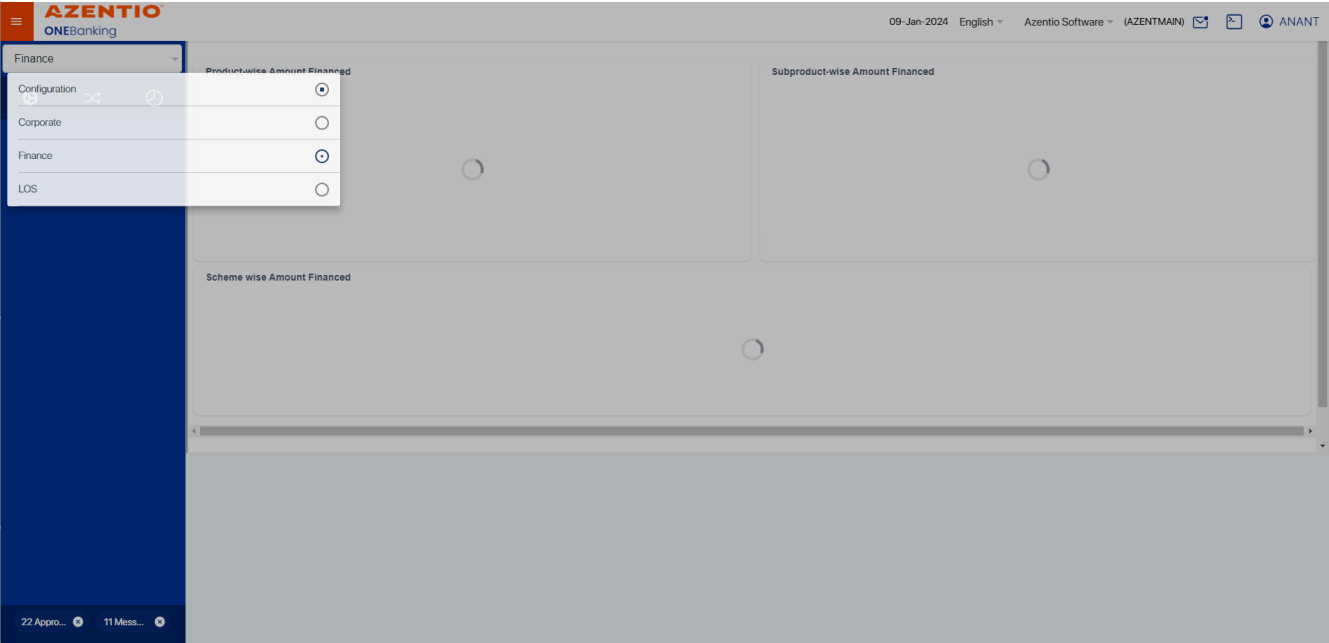 AZENTIO
ONEBanking
09-Jan-2024 English Azentio Software (AZENTMAIN) ANANT
Finance
Product-wise Amount Financed
Subproduct-wise Amount Financed
Configuration
Corporate
Finance
LOS
Scheme wise Amount Financed
22 Appro... 11 Mess...